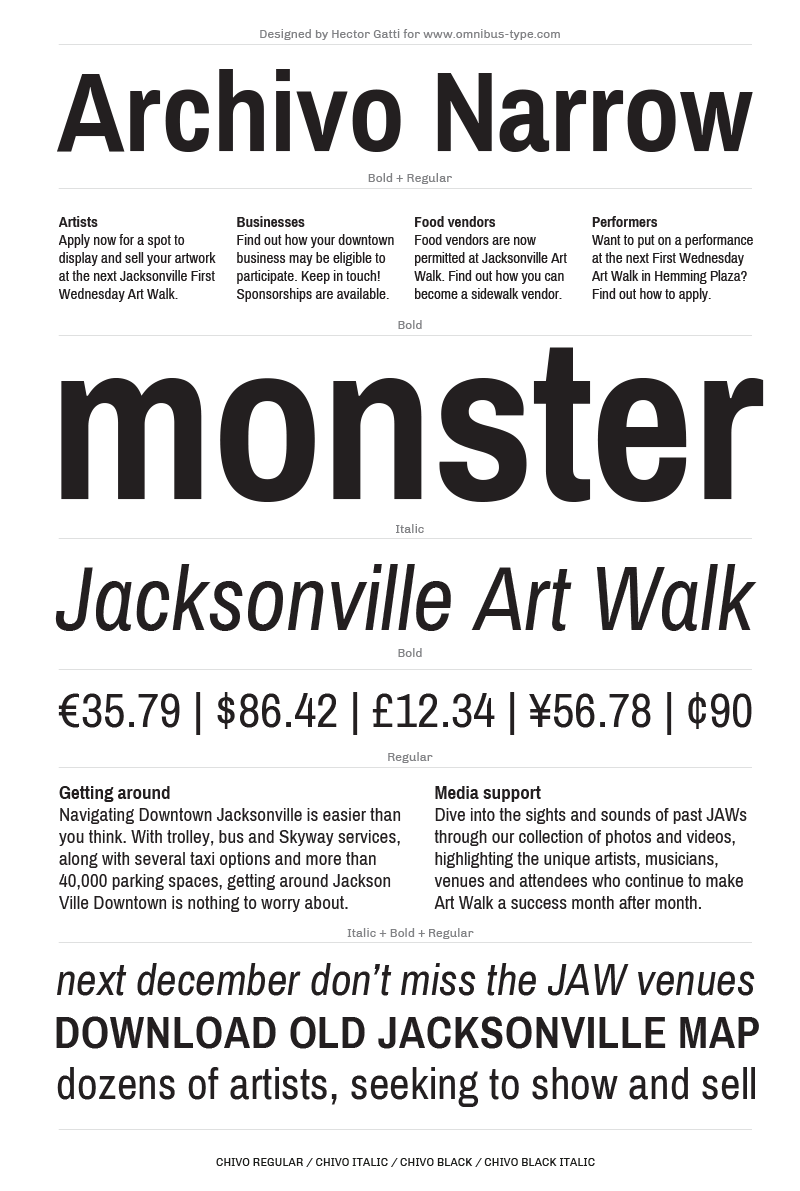 Designed by Hector Gatti for www.omnibus-type.com
Archivo Narrow
Bold + Regular
Artists
Apply now for a spot to
display and sell your artwork
at the next Jacksonville First
Wednesday Art Walk.
Businesses
Find out how your downtown
business may be eligible to
participate. Keep in touch!
Sponsorships are available.
Food vendors
Food vendors are now
permitted at Jacksonville Art
Walk. Find out how you can
become a sidewalk vendor.
Performers
Want to put on a performance
at the next First Wednesday
Art Walk in Hemming Plaza?
Find out how to apply.
Bold
monster
Italic
Jacksonville Art Walk
Bold
€35.79 | $86.42 | £12.34 | ¥56.78 | ¢90
Regular
Getting around
Navigating Downtown Jacksonville is easier than
you think. With trolley, bus and Skyway services,
along with several taxi options and more than
40,000 parking spaces, getting around Jackson
Ville Downtown is nothing to worry about.
Media support
Dive into the sights and sounds of past JAWs
through our collection of photos and videos,
highlighting the unique artists, musicians,
venues and attendees who continue to make
Art Walk a success month after month.
Italic + Bold + Regular
next december don’t miss the JAW venues
DOWNLOAD OLD JACKSONVILLE MAP
dozens of artists, seeking to show and sell
CHIVO REGULAR / CHIVO ITALIC / CHIVO BLACK / CHIVO BLACK ITALIC